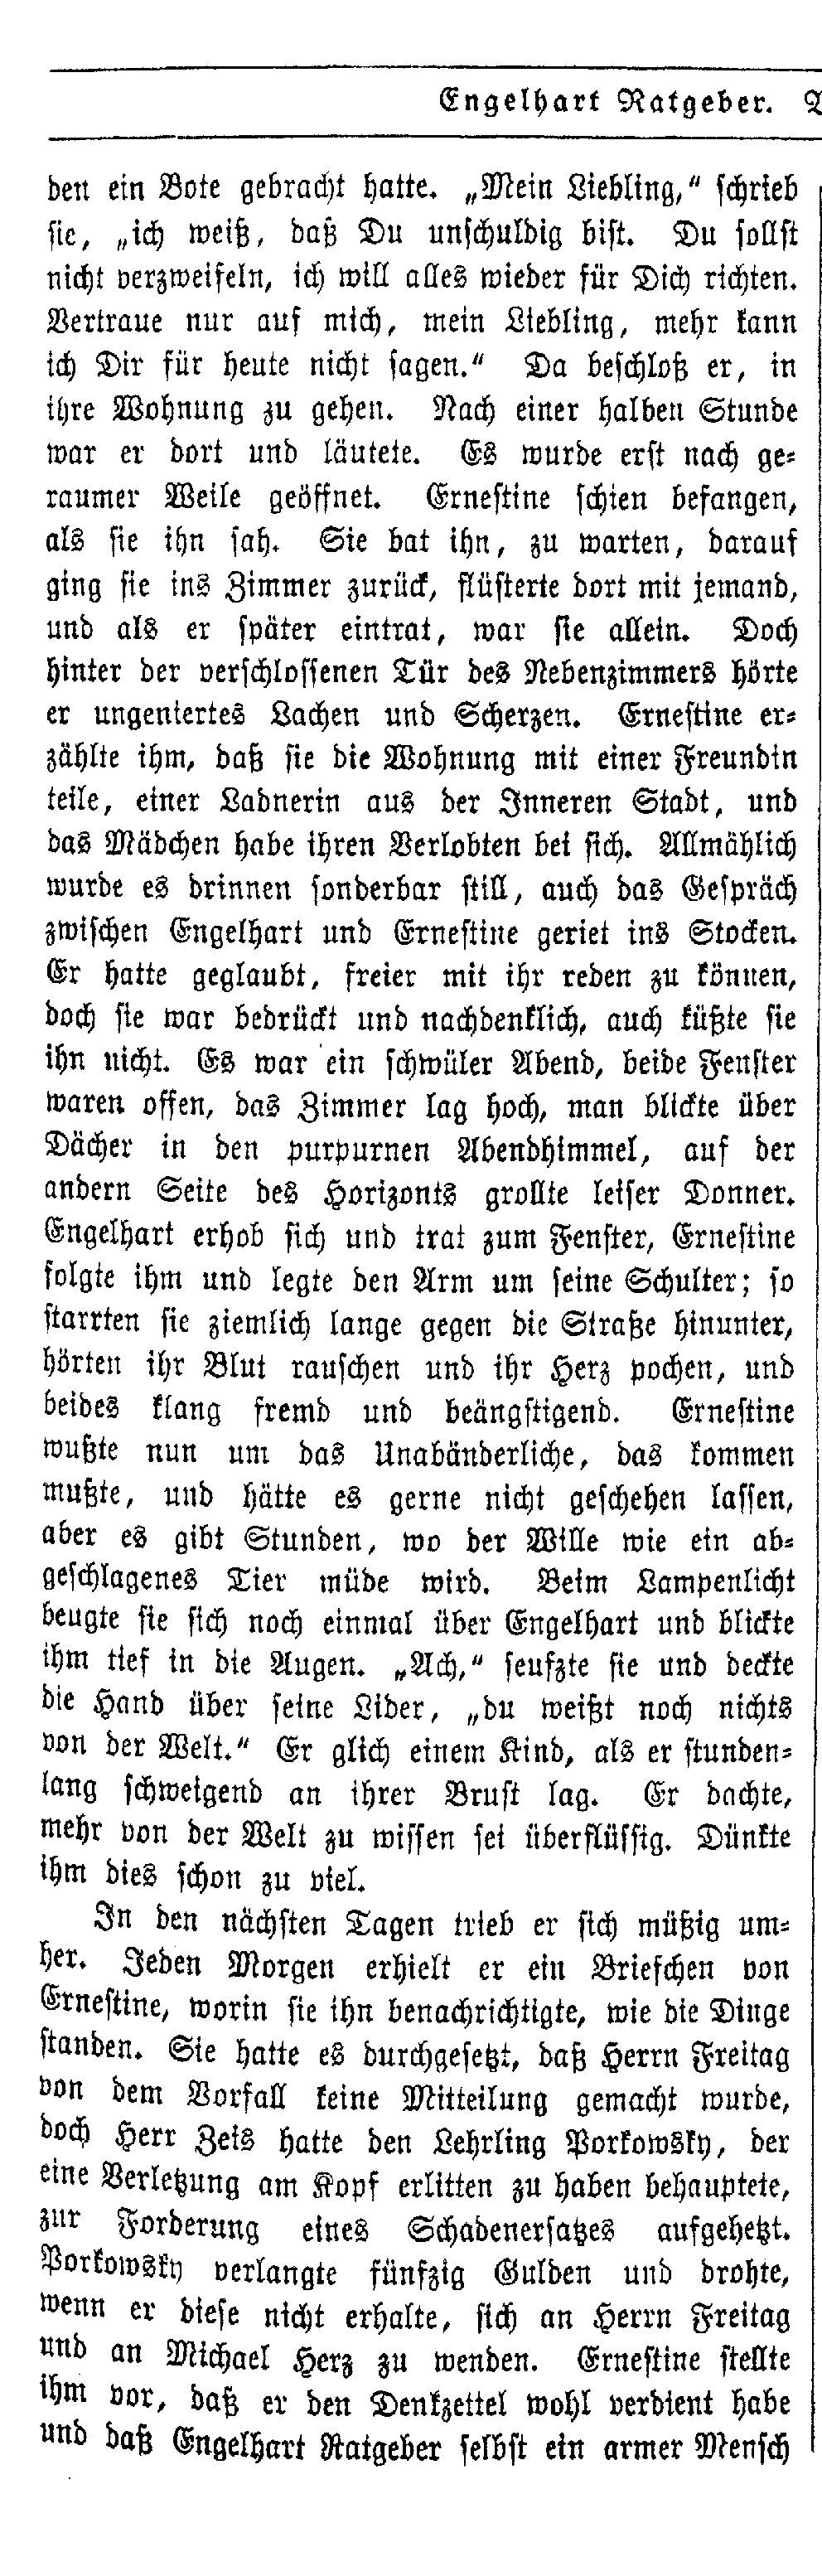 Engelhart Ratgeber.
den ein Bote gebracht hatte. „Mein Liebling,“ schrieb
sie, „ich weiß, daß Du unschuldig bist. Du sollst
nicht verzweifeln, ich will alles wieder für Dich richten.
Vertraue nur auf mich, mein Liebling, mehr kann
ich Dir für heute nicht sagen.“ Da beschloß er, in
ihre Wohnung zu gehen. Nach einer halben Stunde
war er dort und läutete. Es wurde erst nach ge-
raumer Weile geöffnet. Ernestine schien befangen,
als sie ihn sah. Sie bat ihn, zu warten, darauf
ging sie ins Zimmer zurück, flüsterte dort mit jemand,
und als er später eintrat, war sie allein. Doch
hinter der verschlossenen Tür des Nebenzimmers hörte
er ungeniertes Lachen und Scherzen. Ernestine er-
zählte ihm, daß sie die Wohnung mit einer Freundin
teile, einer Ladnerin aus der Inneren Stadt, und
das Mädchen habe ihren Verlobten bei sich. Allmählich
wurde es drinnen sonderbar still, auch das Gespräch
zwischen Engelhart und Ernestine geriet ins Stocken.
Er hatte geglaubt, freier mit ihr reden zu können,
doch sie war bedrückt und nachdenklich, auch küßte sie
ihn nicht. Es war ein schwüler Abend, beide Fenster
waren offen, das Zimmer lag hoch, man blickte über
Dächer in den purpurnen Abendhimmel, auf der
andern Seite des Horizonts grollte leiser Donner.
Engelhart erhob sich und trat zum Fenster, Ernestine
folgte ihm und legte den Arm um seine Schulter; so
starrten sie ziemlich lange gegen die Straße hinunter,
hörten ihr Blut rauschen und ihr Herz pochen, und
beides klang fremd und beängstigend. Ernestine
wußte nun um das Unabänderliche, das kommen
mußte, und hätte es gerne nicht geschehen lassen,
aber es gibt Stunden, wo der Wille wie ein ab-
geschlagenes Tier müde wird. Beim Lampenlicht
beugte sie sich noch einmal über Engelhart und blickte
ihm tief in die Augen. „Ach,“ seufzte sie und deckte
die Hand über seine Lider, „du weißt noch nichts
von der Welt.“ Er glich einem Kind, als er stunden-
lang schweigend an ihrer Brust lag. Er dachte,
mehr von der Welt zu wissen sei überflüssig. Dünkte
ihm dies schon zu viel.
In den nächsten Tagen trieb er sich müßig um-
her. Jeden Morgen erhielt er ein Briefchen von
Ernestine, worin sie ihn benachrichtigte, wie die Dinge
standen. Sie hatte es durchgesetzt, daß Herrn Freitag
von dem Vorfall keine Mitteilung gemacht wurde,
doch Herr Zeis hatte den Lehrling Porkowsky, der
eine Verletzung am Kopf erlitten zu haben behauptete,
zur Forderung eines Schadenersatzes aufgehetzt.
Porkowsky verlangte fünfzig Gulden und drohte,
wenn er diese nicht erhalte, sich an Herrn Freitag
und an Michael Herz zu wenden. Ernestine stellte
ihm vor, daß er den Denkzettel wohl verdient habe
und daß Engelhart Ratgeber selbst ein armer Mensch